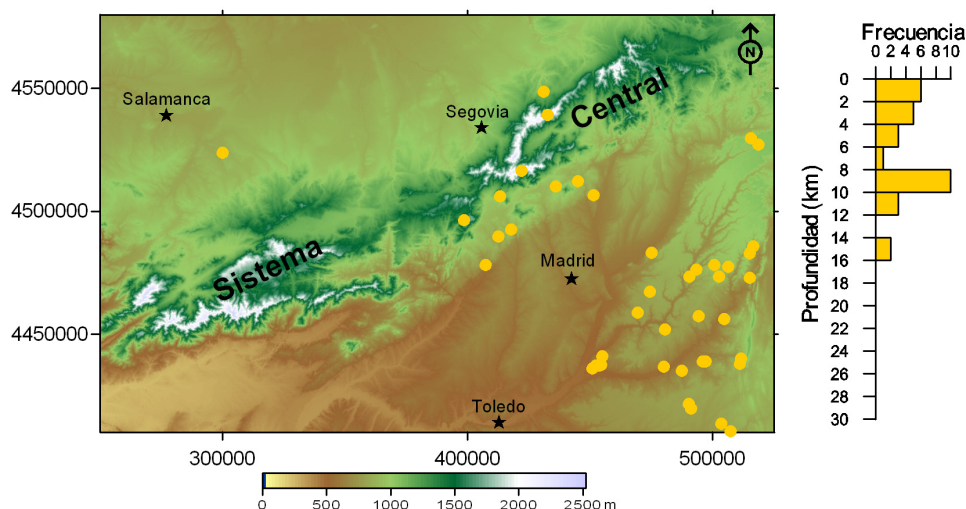 Frecuencia
0 2 4 6 8 10
N
4550000
Salamanca
Segovia
Central
4500000
Sistema
Madrid
4450000
Toledo
300000 400000 500000
0 500 1000 1500 2000 2500 m
Profundidad (km)
0
2
4
6
8
10
12
14
16
18
20
22
24
26
28
30